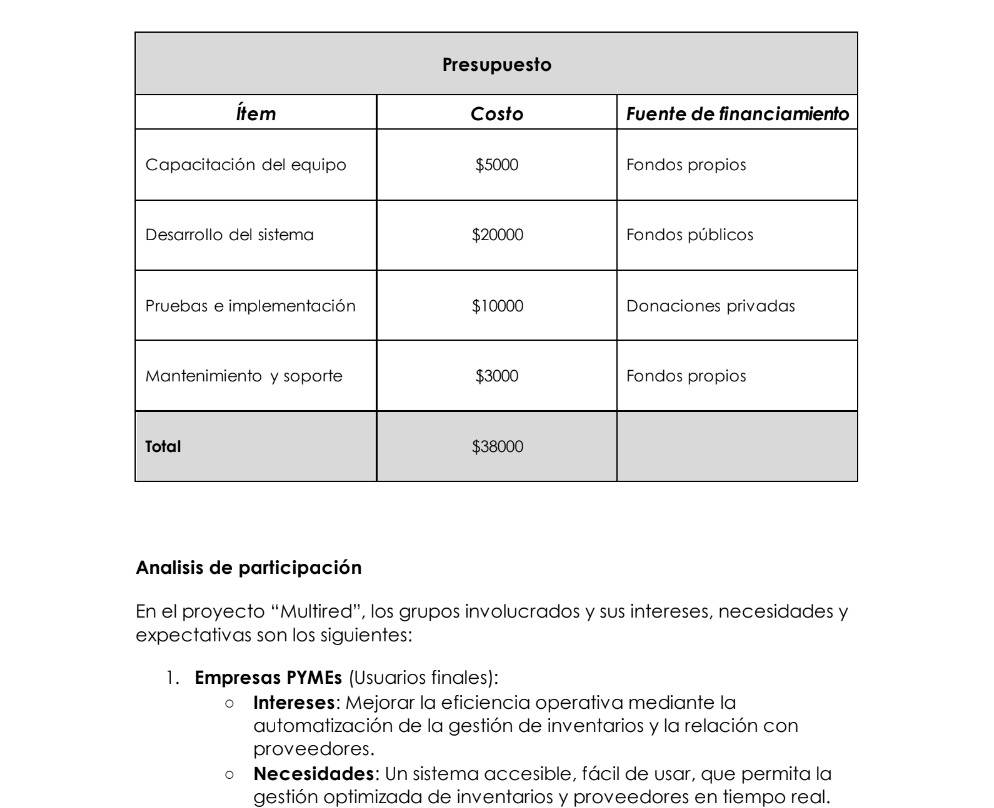 Presupuesto
Ítem Costo Fuente de financiamiento
Capacitación del equipo $5000 Fondos propios
Desarrollo del sistema $20000 Fondos públicos
Pruebas e implementación $10000 Donaciones privadas
Mantenimiento y soporte $3000 Fondos propios
Total $38000
Analisis de participación
En el proyecto “Multired”, los grupos involucrados y sus intereses, necesidades y
expectativas son los siguientes:
1. Empresas PYMEs (Usuarios finales):
○ Intereses: Mejorar la eficiencia operativa mediante la
automatización de la gestión de inventarios y la relación con
proveedores.
○ Necesidades: Un sistema accesible, fácil de usar, que permita la
gestión optimizada de inventarios y proveedores en tiempo real.